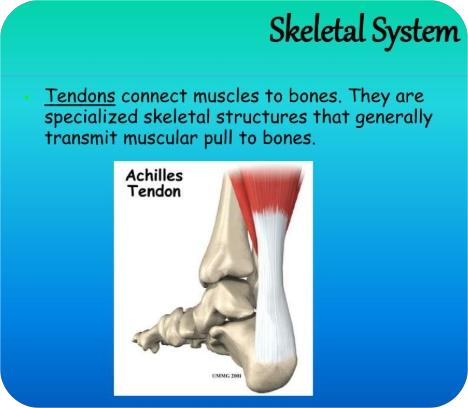 Skeletal System
Tendons connect muscles to bones. They are
specialized skeletal structures that generally
transmit muscular pull to bones.
Achilles
Tendon
©MMG 2001